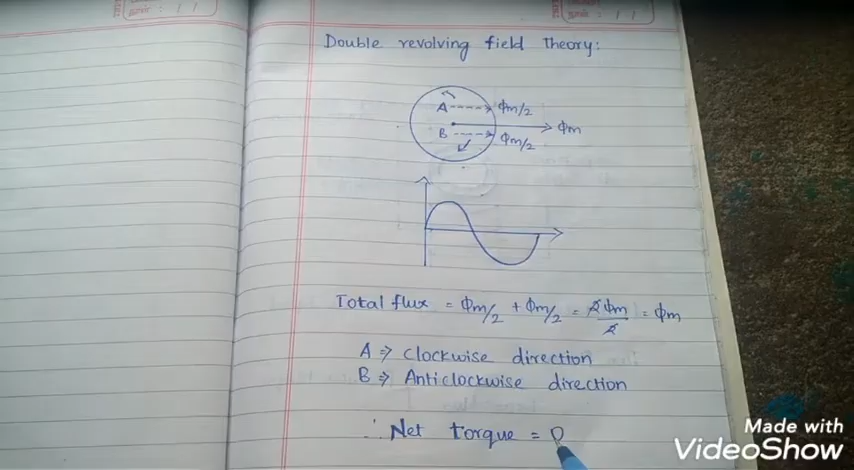 Double revolving field Theory:
A Φm/2
Φm
B Φm/2
Total flux = Φm/2 + Φm/2 = 2Φm/2 = Φm
A ⇒ Clockwise direction
B ⇒ Anticlockwise direction
∴ Net torque = 0
Made with
VideoShow